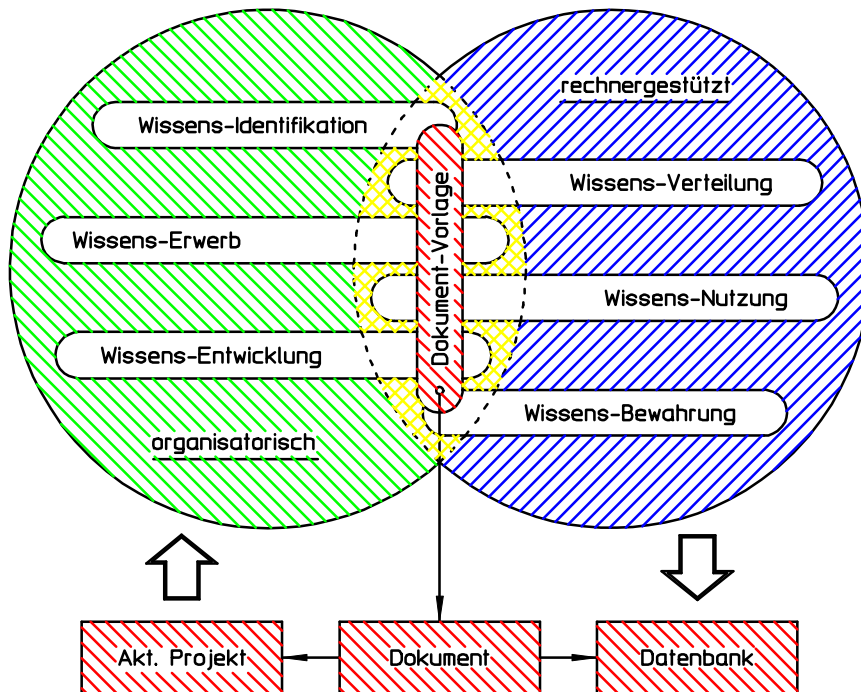 rechnergestützt
Wissens-Identifikation
Wissens-Verteilung
Dokument-Vorlage
Wissens-Erwerb
Wissens-Nutzung
Wissens-Entwicklung
Wissens-Bewahrung
organisatorisch
Akt. Projekt
Dokument
Datenbank